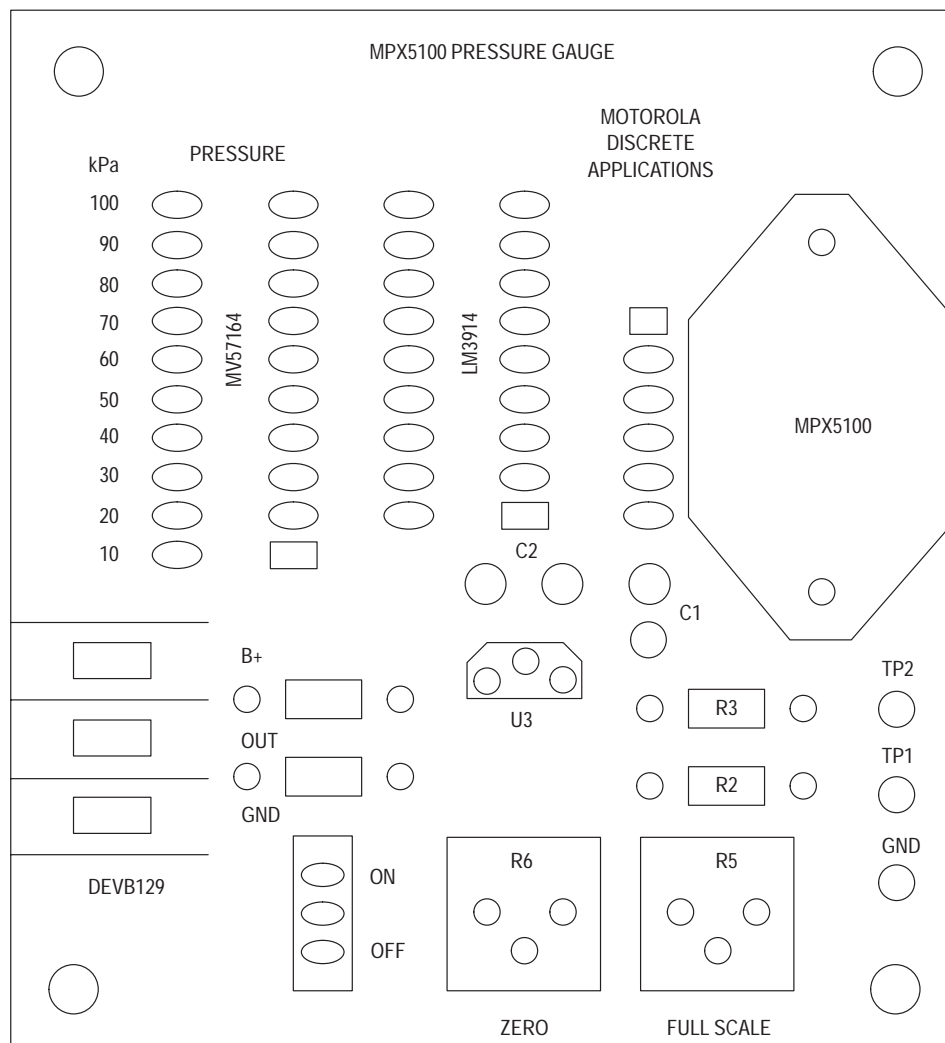 MPX5100 PRESSURE GAUGE
MOTOROLA
DISCRETE
APPLICATIONS
PRESSURE
kPa
100
90
80
70
60
50
40
30
20
10
MV57164
LM3914
MPX5100
C2
C1
B+
OUT
GND
U3
R3
R2
TP2
TP1
GND
DEVB129
ON
OFF
R6
R5
ZERO
FULL SCALE